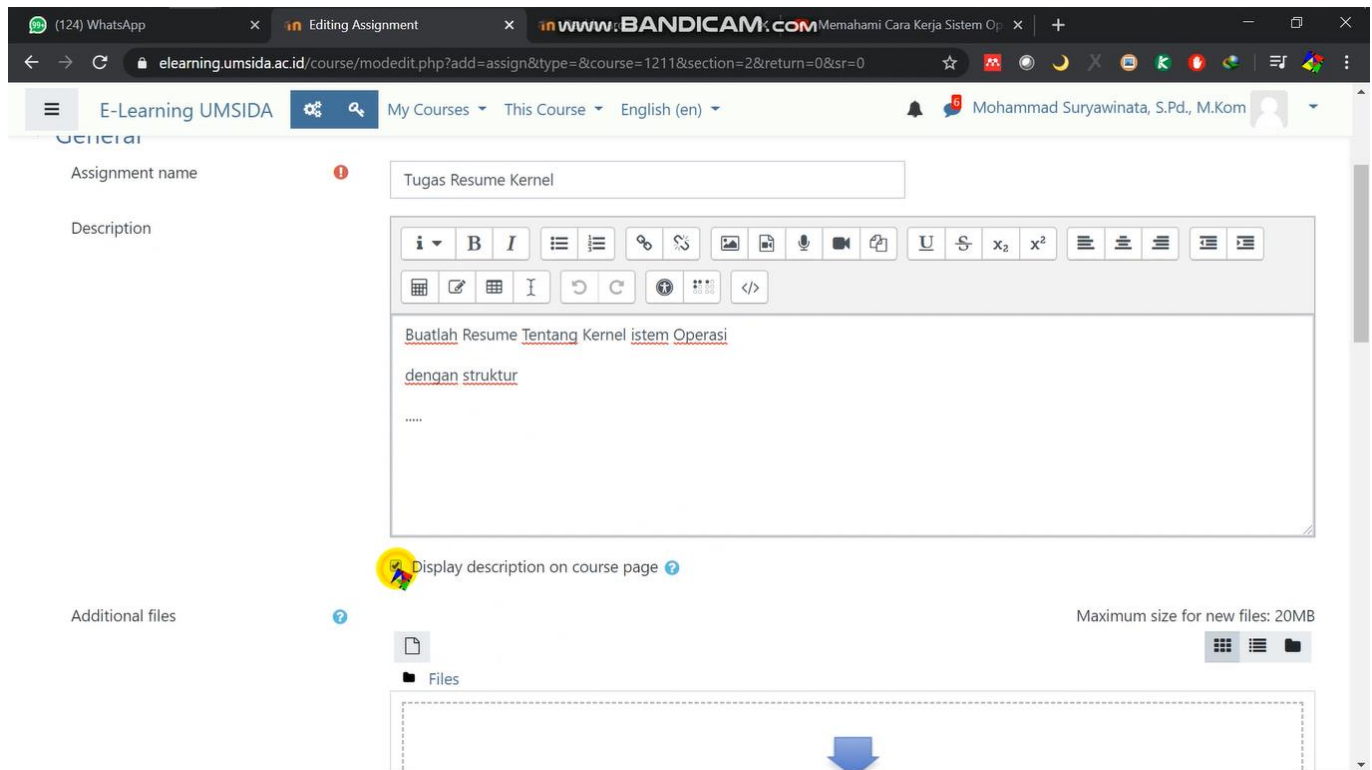 (124) WhatsApp
Editing Assignment
www.BANDICAM.com
Memahami Cara Kerja Sistem Op
elearning.umsida.ac.id/course/modedit.php?add=assign&type=&course=1211&section=2&return=0&sr=0
E-Learning UMSIDA My Courses This Course English (en) 6 Mohammad Suryawinata, S.Pd., M.Kom
General
Assignment name
Tugas Resume Kernel
Description
Buatlah Resume Tentang Kernel istem Operasi
dengan struktur
.....
Display description on course page
Additional files
Maximum size for new files: 20MB
Files